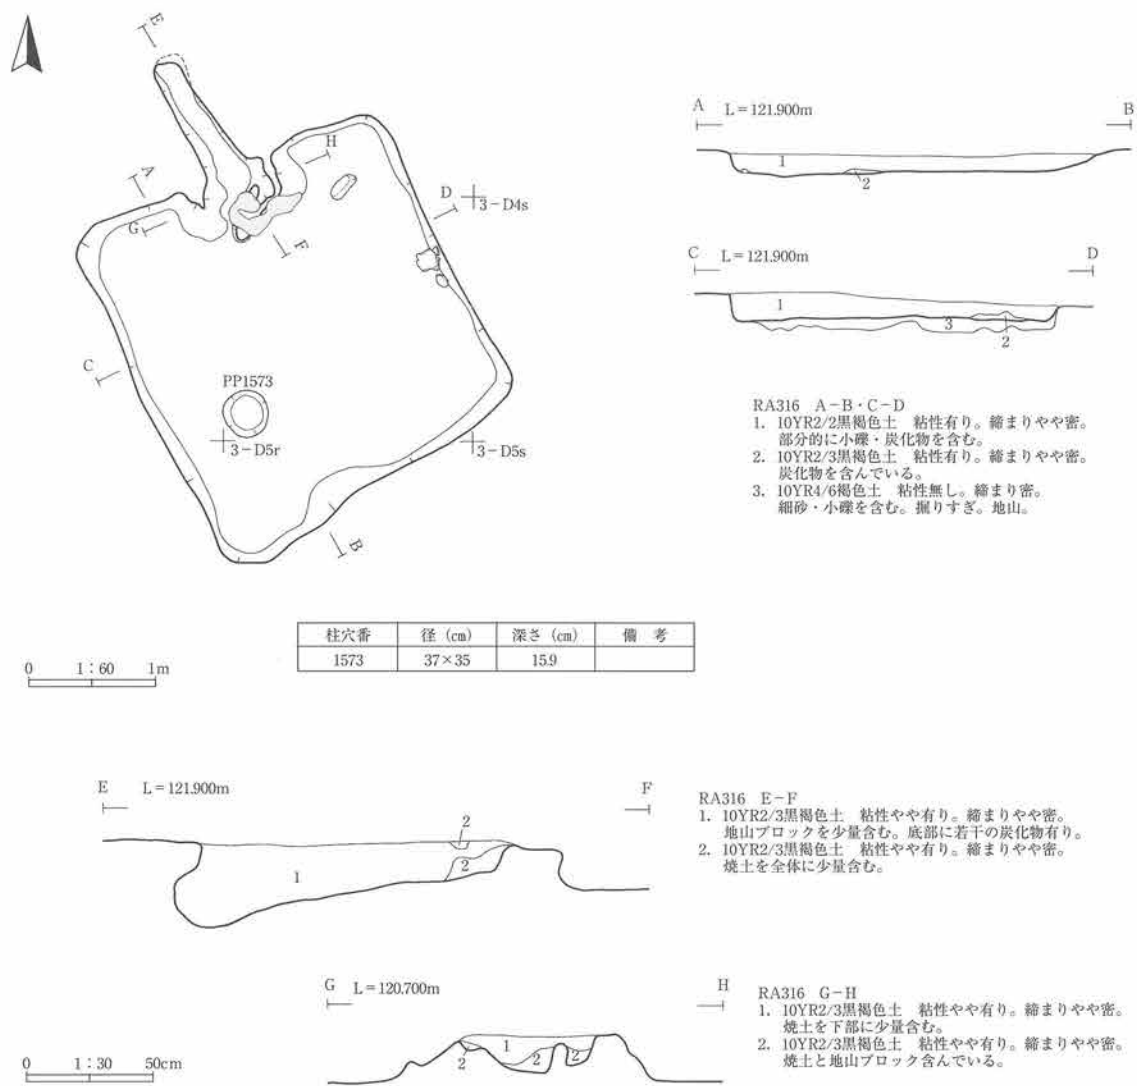 E
H
A
D
3-D4s
G
F
C
PP1573
3-D5r
3-D5s
B
A L=121.900m B
1
2
C L=121.900m D
1
3
2
RA316 A-B・C-D
1. 10YR2/2黒褐色土 粘性有り。締まりやや密。
部分的に小礫・炭化物を含む。
2. 10YR2/3黒褐色土 粘性有り。締まりやや密。
炭化物を含んでいる。
3. 10YR4/6褐色土 粘性無し。締まり密。
細砂・小礫を含む。掘りすぎ。地山。
柱穴番 径(cm) 深さ(cm) 備考
1573 37×35 15.9
0 1:60 1m
E L=121.900m F
2
1
2
RA316 E-F
1. 10YR2/3黒褐色土 粘性やや有り。締まりやや密。
地山ブロックを少量含む。底部に若干の炭化物有り。
2. 10YR2/3黒褐色土 粘性やや有り。締まりやや密。
焼土を全体に少量含む。
G L=120.700m H
1
2 2 2
RA316 G-H
1. 10YR2/3黒褐色土 粘性やや有り。締まりやや密。
焼土を下部に少量含む。
2. 10YR2/3黒褐色土 粘性やや有り。締まりやや密。
焼土と地山ブロック含んでいる。
0 1:30 50cm